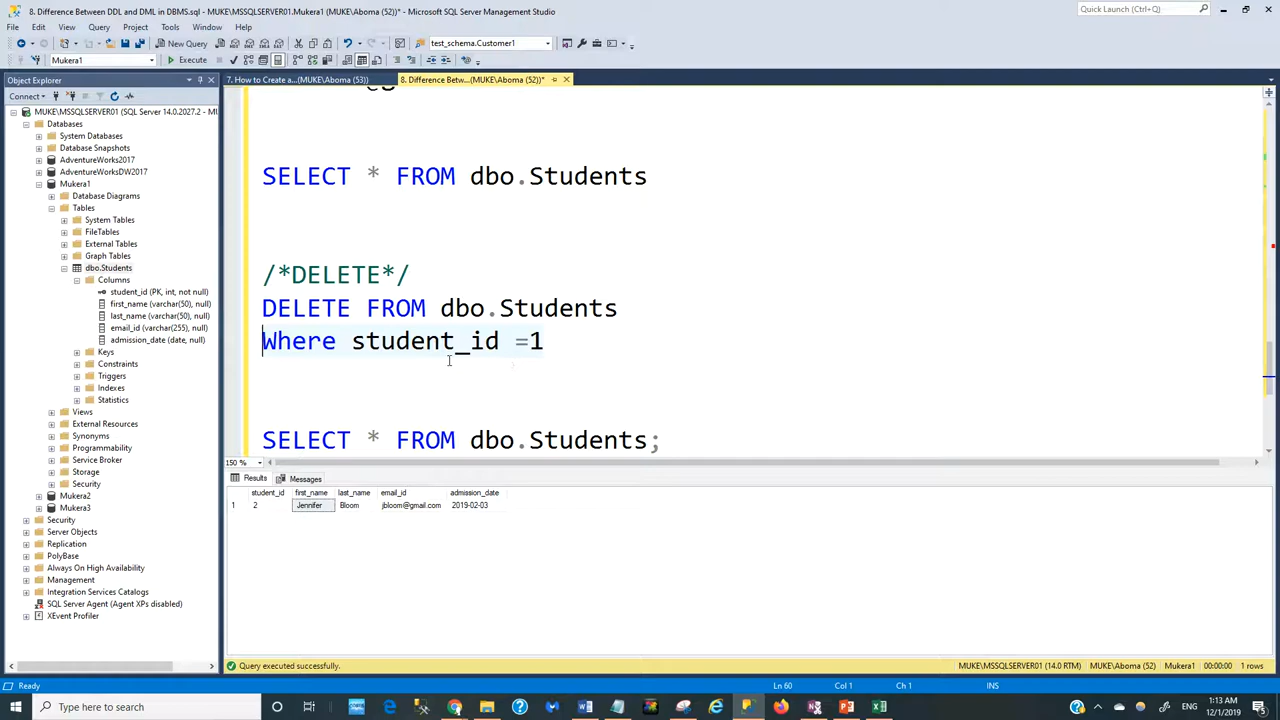 8. Difference Between DDL and DML in DBMS.sql - MUKE\MSSQLSERVER01.Mukera1 (MUKE\Aboma (52))* - Microsoft SQL Server Management Studio
Quick Launch (Ctrl+Q)
File Edit View Query Project Tools Window Help
New Query
test_schema.Customer1
Mukera1
Execute
Object Explorer
7. How to Create a...(MUKE\Aboma (53))
8. Difference Betw...(MUKE\Aboma (52))*
Connect
MUKE\MSSQLSERVER01 (SQL Server 14.0.2027.2 - MU
Databases
System Databases
Database Snapshots
AdventureWorks2017
AdventureWorksDW2017
Mukera1
Database Diagrams
Tables
System Tables
FileTables
External Tables
Graph Tables
dbo.Students
Columns
student_id (PK, int, not null)
first_name (varchar(50), null)
last_name (varchar(50), null)
email_id (varchar(255), null)
admission_date (date, null)
Keys
Constraints
Triggers
Indexes
Statistics
Views
External Resources
Synonyms
Programmability
Service Broker
Storage
Security
Mukera2
Mukera3
Security
Server Objects
Replication
PolyBase
Always On High Availability
Management
Integration Services Catalogs
SQL Server Agent (Agent XPs disabled)
XEvent Profiler
SELECT * FROM dbo.Students
/*DELETE*/
DELETE FROM dbo.Students
Where student_id =1
SELECT * FROM dbo.Students;
150 %
Results Messages
student_id first_name last_name email_id admission_date
1 2 Jennifer Bloom jbloom@gmail.com 2019-02-03
Query executed successfully.
MUKE\MSSQLSERVER01 (14.0 RTM) MUKE\Aboma (52) Mukera1 00:00:00 1 rows
Ready
Ln 60 Col 1 Ch 1 INS
Type here to search
1:13 AM
12/1/2019